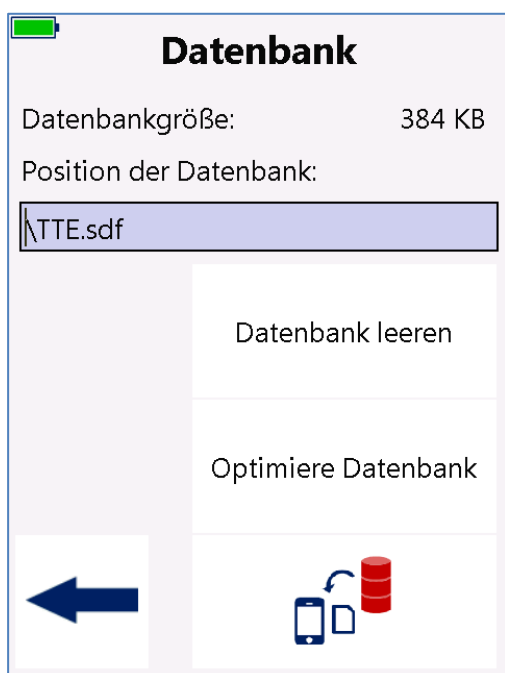 Datenbank
Datenbankgröße: 384 KB
Position der Datenbank:
\TTE.sdf
Datenbank leeren
Optimiere Datenbank